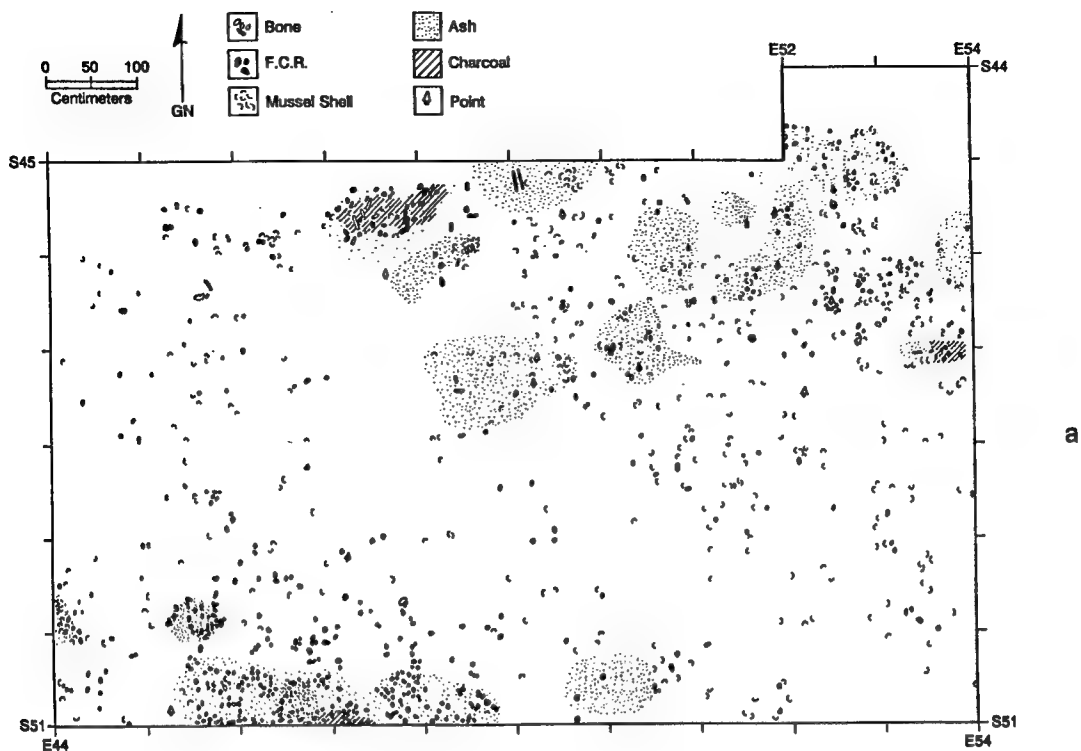 Bone
F.C.R.
Mussel Shell
Ash
Charcoal
Point
0 50 100
Centimeters
GN
E52 E54
S44
S45
a
S51 S51
E44 E54